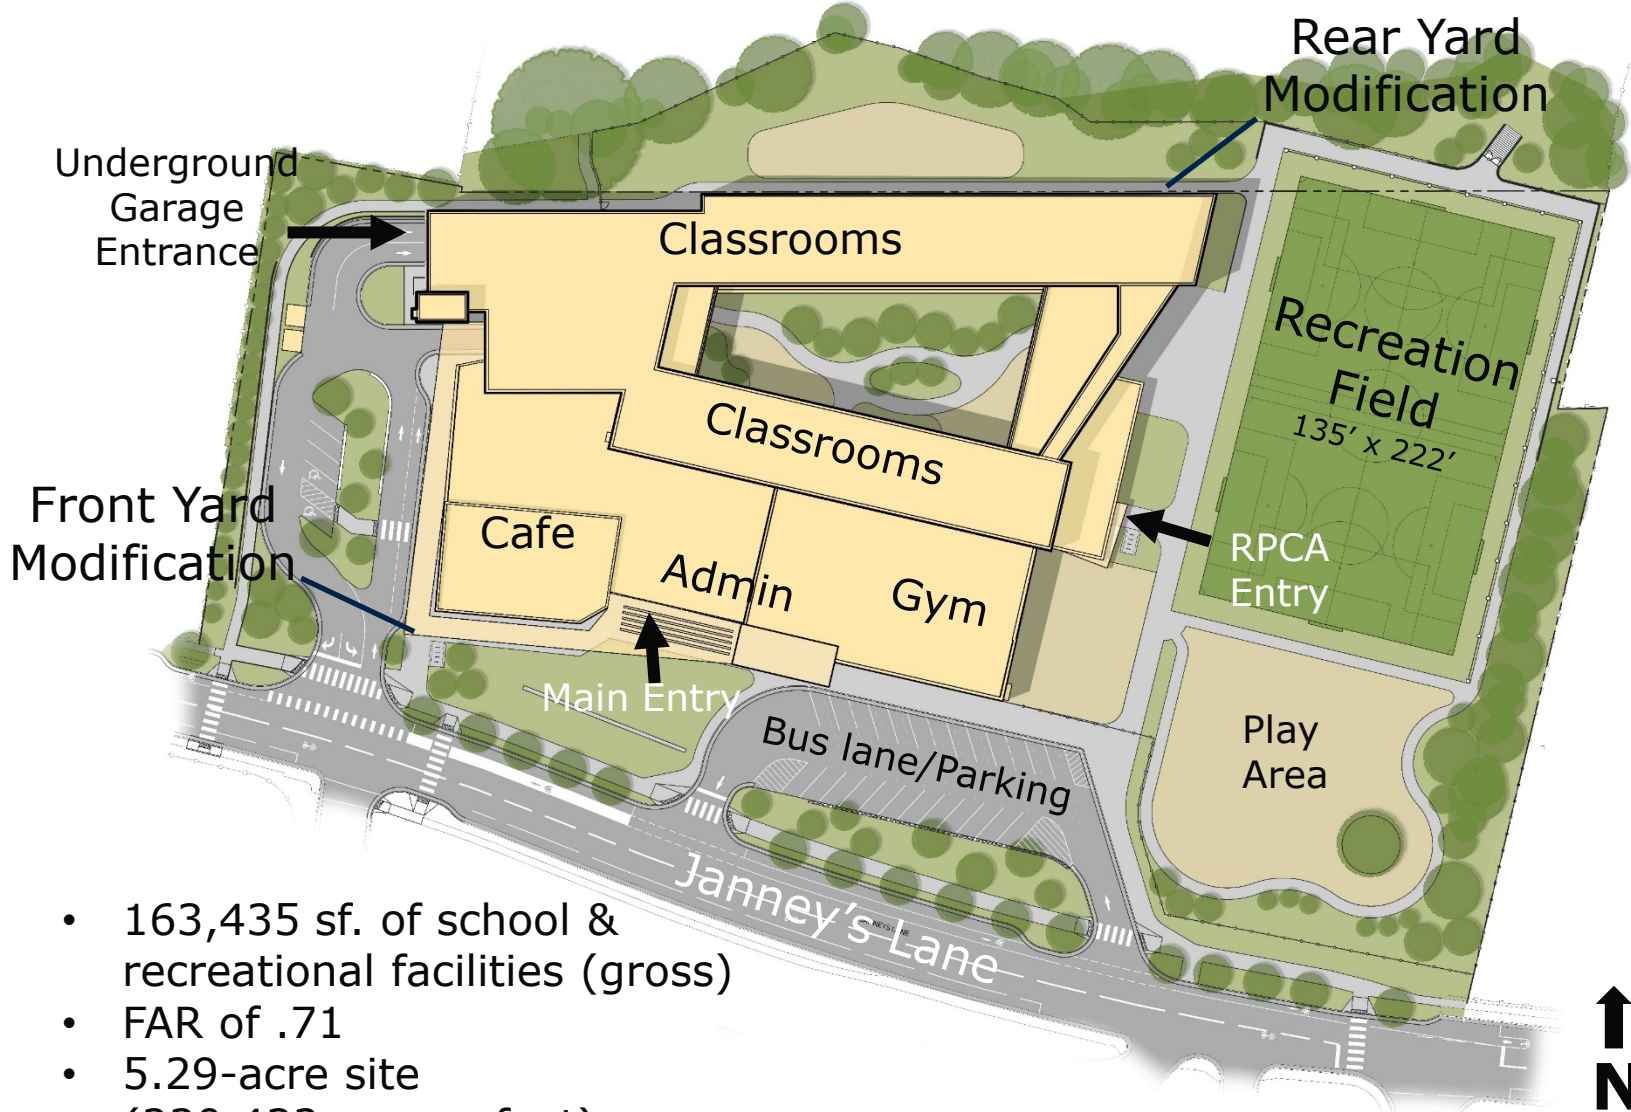 Rear Yard
Modification
Underground
Garage
Entrance
Classrooms
Recreation
Field
135’ x 222’
Classrooms
Front Yard
Modification
Cafe
Admin
Gym
RPCA
Entry
Main Entry
Bus lane/Parking
Play
Area
Janney’s Lane
• 163,435 sf. of school &
recreational facilities (gross)
• FAR of .71
• 5.29-acre site
N